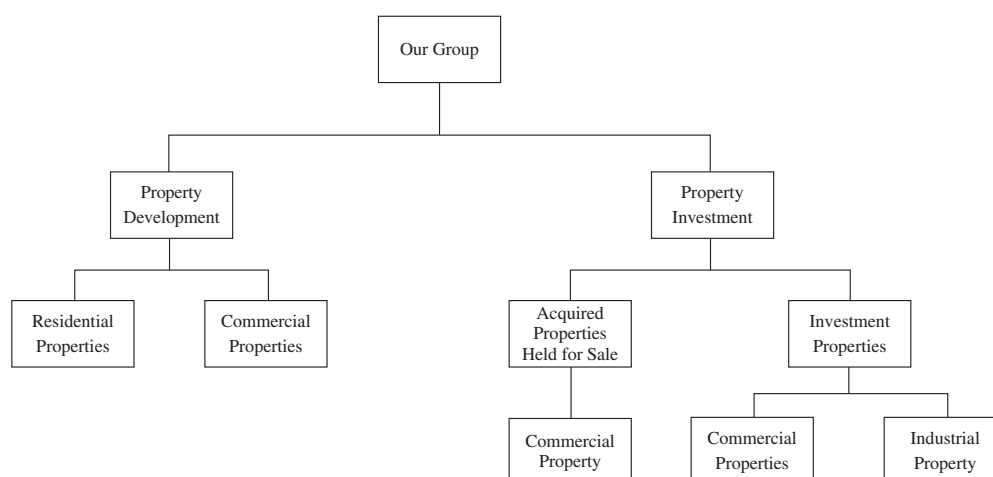 Our Group
Property
Development
Property
Investment
Residential
Properties
Commercial
Properties
Acquired
Properties
Held for Sale
Investment
Properties
Commercial
Property
Commercial
Properties
Industrial
Property